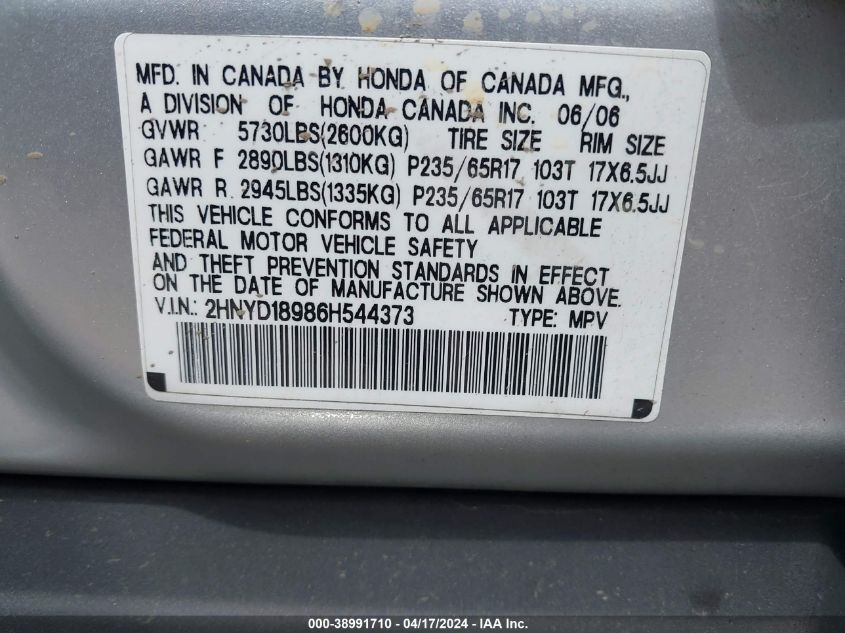 MFD. IN CANADA BY HONDA OF CANADA MFG.,
A DIVISION OF HONDA CANADA INC. 06/06
GVWR 5730LBS(2600KG) TIRE SIZE RIM SIZE
GAWR F 2890LBS(1310KG) P235/65R17 103T 17X6.5JJ
GAWR R 2945LBS(1335KG) P235/65R17 103T 17X6.5JJ
THIS VEHICLE CONFORMS TO ALL APPLICABLE
FEDERAL MOTOR VEHICLE SAFETY
AND THEFT PREVENTION STANDARDS IN EFFECT
ON THE DATE OF MANUFACTURE SHOWN ABOVE.
V.I.N.: 2HNYD18986H544373 TYPE: MPV
000-38991710 - 04/17/2024 - IAA Inc.